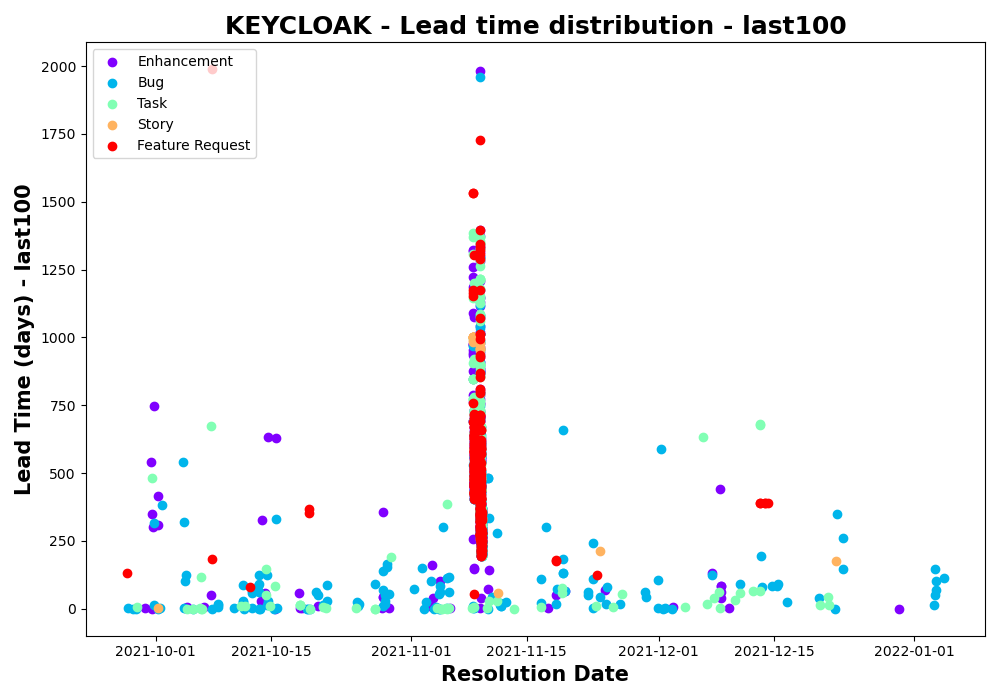 KEYCLOAK - Lead time distribution - last100
Enhancement
Bug
Task
Story
Feature Request
Lead Time (days) - last100
2000
1750
1500
1250
1000
750
500
250
0
2021-10-01
2021-10-15
2021-11-01
2021-11-15
2021-12-01
2021-12-15
2022-01-01
Resolution Date